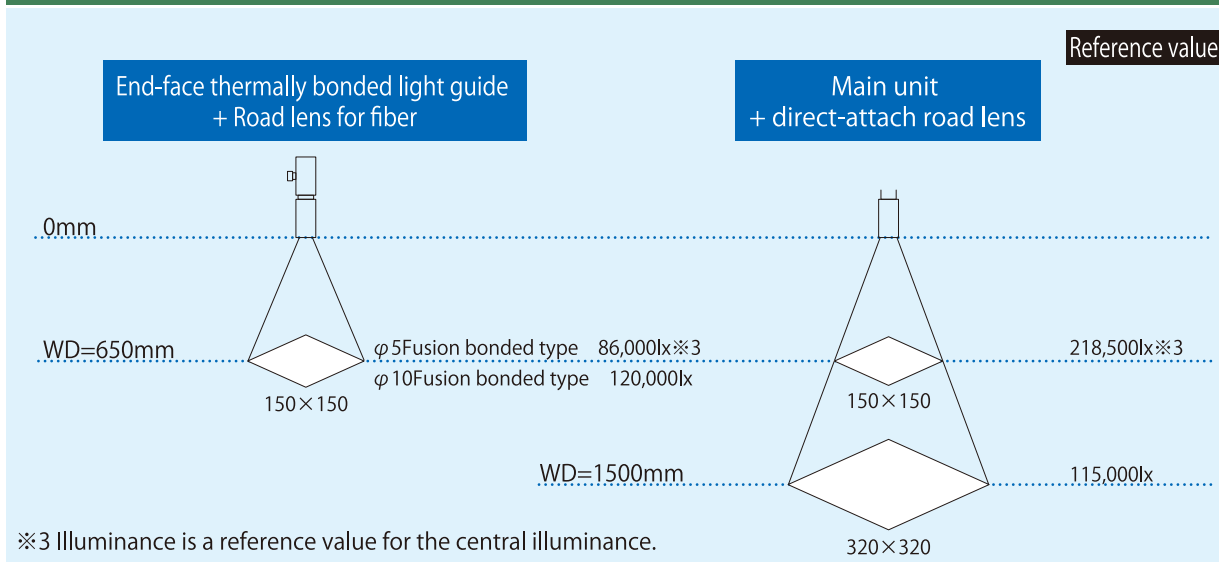 Reference value
End-face thermally bonded light guide
+ Road lens for fiber
Main unit
+ direct-attach road lens
0mm
WD=650mm
φ5Fusion bonded type 86,000lx※3
φ10Fusion bonded type 120,000lx
150×150
218,500lx※3
150×150
WD=1500mm
115,000lx
320×320
※3 Illuminance is a reference value for the central illuminance.